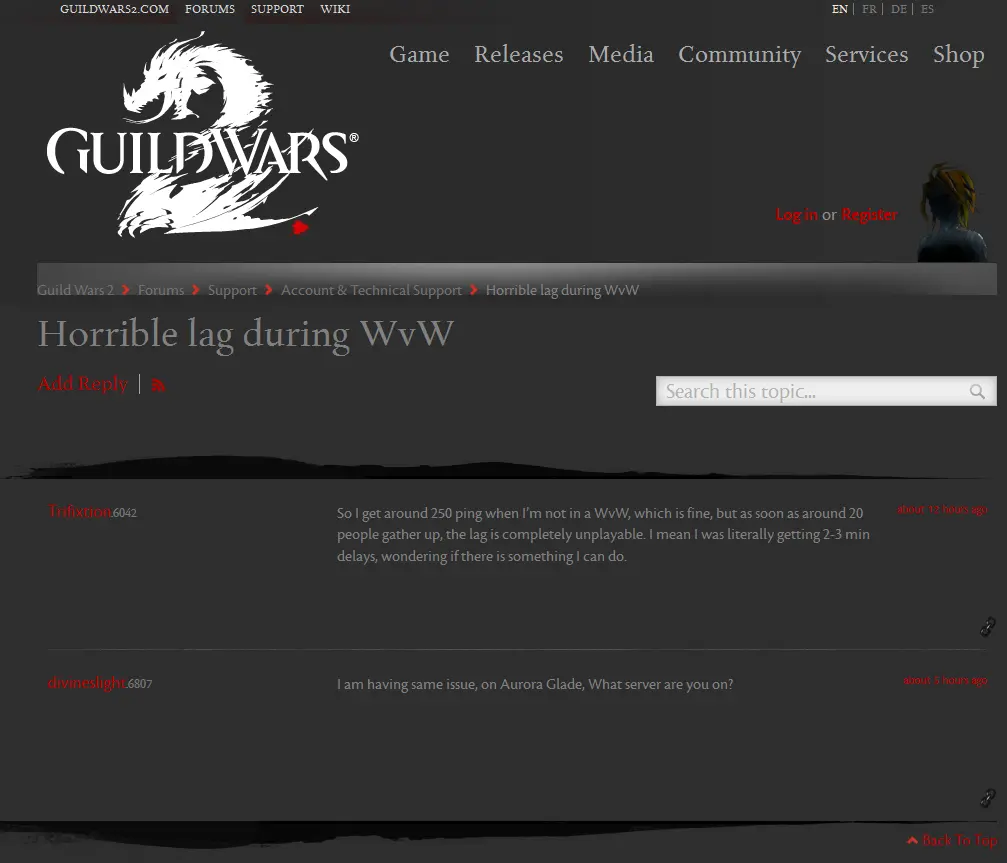 GUILDWARS2.COM FORUMS SUPPORT WIKI
EN FR DE ES
Game Releases Media Community Services Shop
GUILD WARS® 2
Log in or Register
Guild Wars 2 Forums Support Account & Technical Support Horrible lag during WvW
Horrible lag during WvW
Add Reply
Search this topic...
.6042
So I get around 250 ping when I'm not in a WvW, which is fine, but as soon as around 20
people gather up, the lag is completely unplayable. I mean I was literally getting 2-3 min
delays, wondering if there is something I can do.
about 12 hours ago
divineslight.6807
I am having same issue, on Aurora Glade, What server are you on?
about 5 hours ago
Back To Top